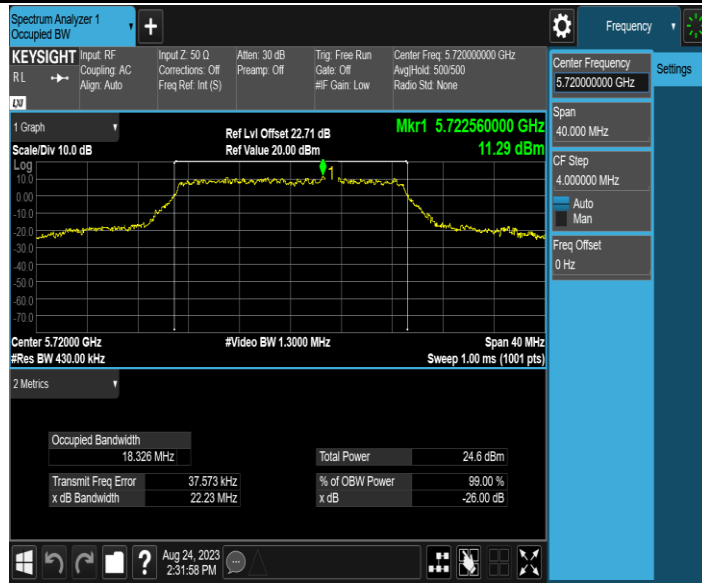 Spectrum Analyzer 1
Occupied BW
+
Frequency
KEYSIGHT
RL
LXI
Input: RF
Coupling: AC
Align: Auto
Input Z: 50 Ω
Corrections: Off
Freq Ref: Int (S)
Atten: 30 dB
Preamp: Off
Trig: Free Run
Gate: Off
#IF Gain: Low
Center Freq: 5.720000000 GHz
Avg|Hold: 500/500
Radio Std: None
Center Frequency
5.720000000 GHz
Settings
Span
40.000 MHz
CF Step
4.000000 MHz
Auto
Man
Freq Offset
0 Hz
1 Graph
Scale/Div 10.0 dB
Ref Lvl Offset 22.71 dB
Ref Value 20.00 dBm
Mkr1 5.722560000 GHz
11.29 dBm
Log
10.0
0.00
-10.0
-20.0
-30.0
-40.0
-50.0
-60.0
-70.0
1
Center 5.72000 GHz
#Res BW 430.00 kHz
#Video BW 1.3000 MHz
Span 40 MHz
Sweep 1.00 ms (1001 pts)
2 Metrics
Occupied Bandwidth
18.326 MHz
Total Power 24.6 dBm
Transmit Freq Error 37.573 kHz
% of OBW Power 99.00 %
x dB Bandwidth 22.23 MHz
x dB -26.00 dB
?
Aug 24, 2023
2:31:58 PM